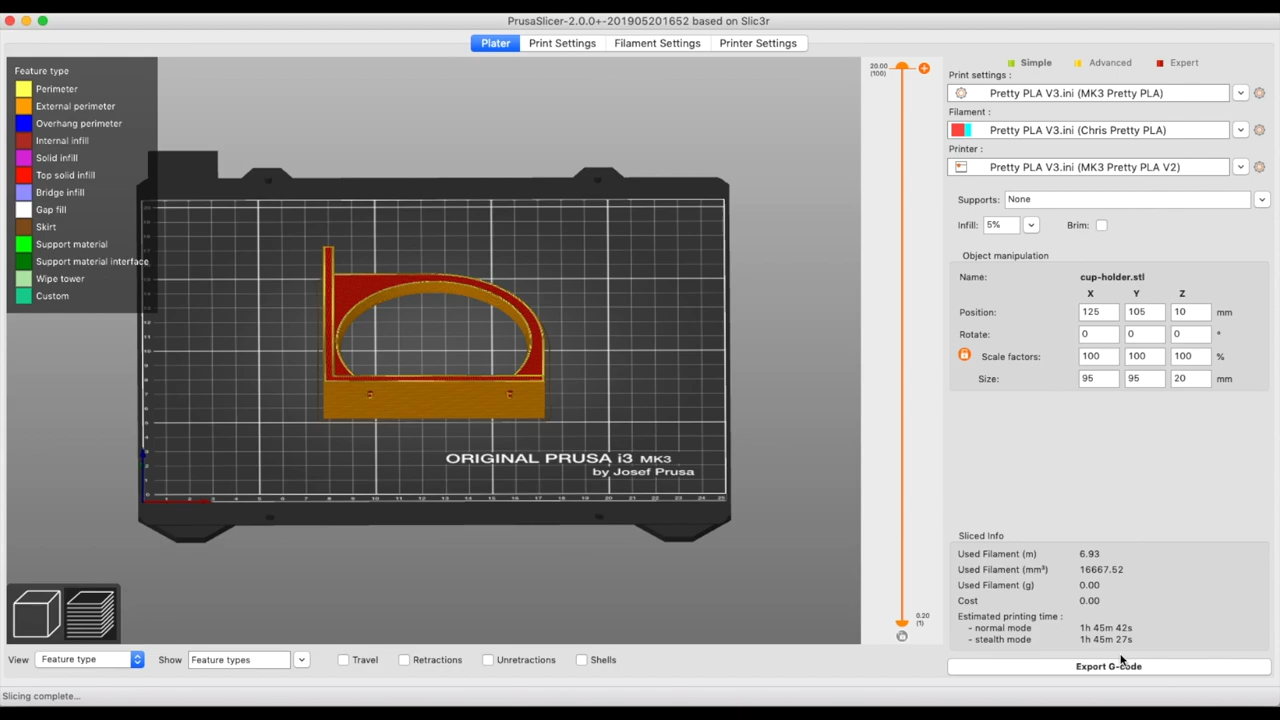 PrusaSlicer-2.0.0+-201905201652 based on Slic3r
Plater Print Settings Filament Settings Printer Settings
Feature type
Perimeter
External perimeter
Overhang perimeter
Internal infill
Solid infill
Top solid infill
Bridge infill
Gap fill
Skirt
Support material
Support material interface
Wipe tower
Custom
ORIGINAL PRUSA i3 MK3
by Josef Prusa
20.00
(100)
0.20
(1)
Simple Advanced Expert
Print settings :
Pretty PLA V3.ini (MK3 Pretty PLA)
Filament :
Pretty PLA V3.ini (Chris Pretty PLA)
Printer :
Pretty PLA V3.ini (MK3 Pretty PLA V2)
Supports: None
Infill: 5% Brim:
Object manipulation
Name: cup-holder.stl
X Y Z
Position: 125 105 10 mm
Rotate: 0 0 0 °
Scale factors: 100 100 100 %
Size: 95 95 20 mm
Sliced Info
Used Filament (m) 6.93
Used Filament (mm³) 16667.52
Used Filament (g) 0.00
Cost 0.00
Estimated printing time :
- normal mode 1h 45m 42s
- stealth mode 1h 45m 27s
Export G-code
View Feature type Show Feature types Travel Retractions Unretractions Shells
Slicing complete...